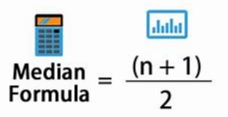 Median
Formula
= (n + 1)
2